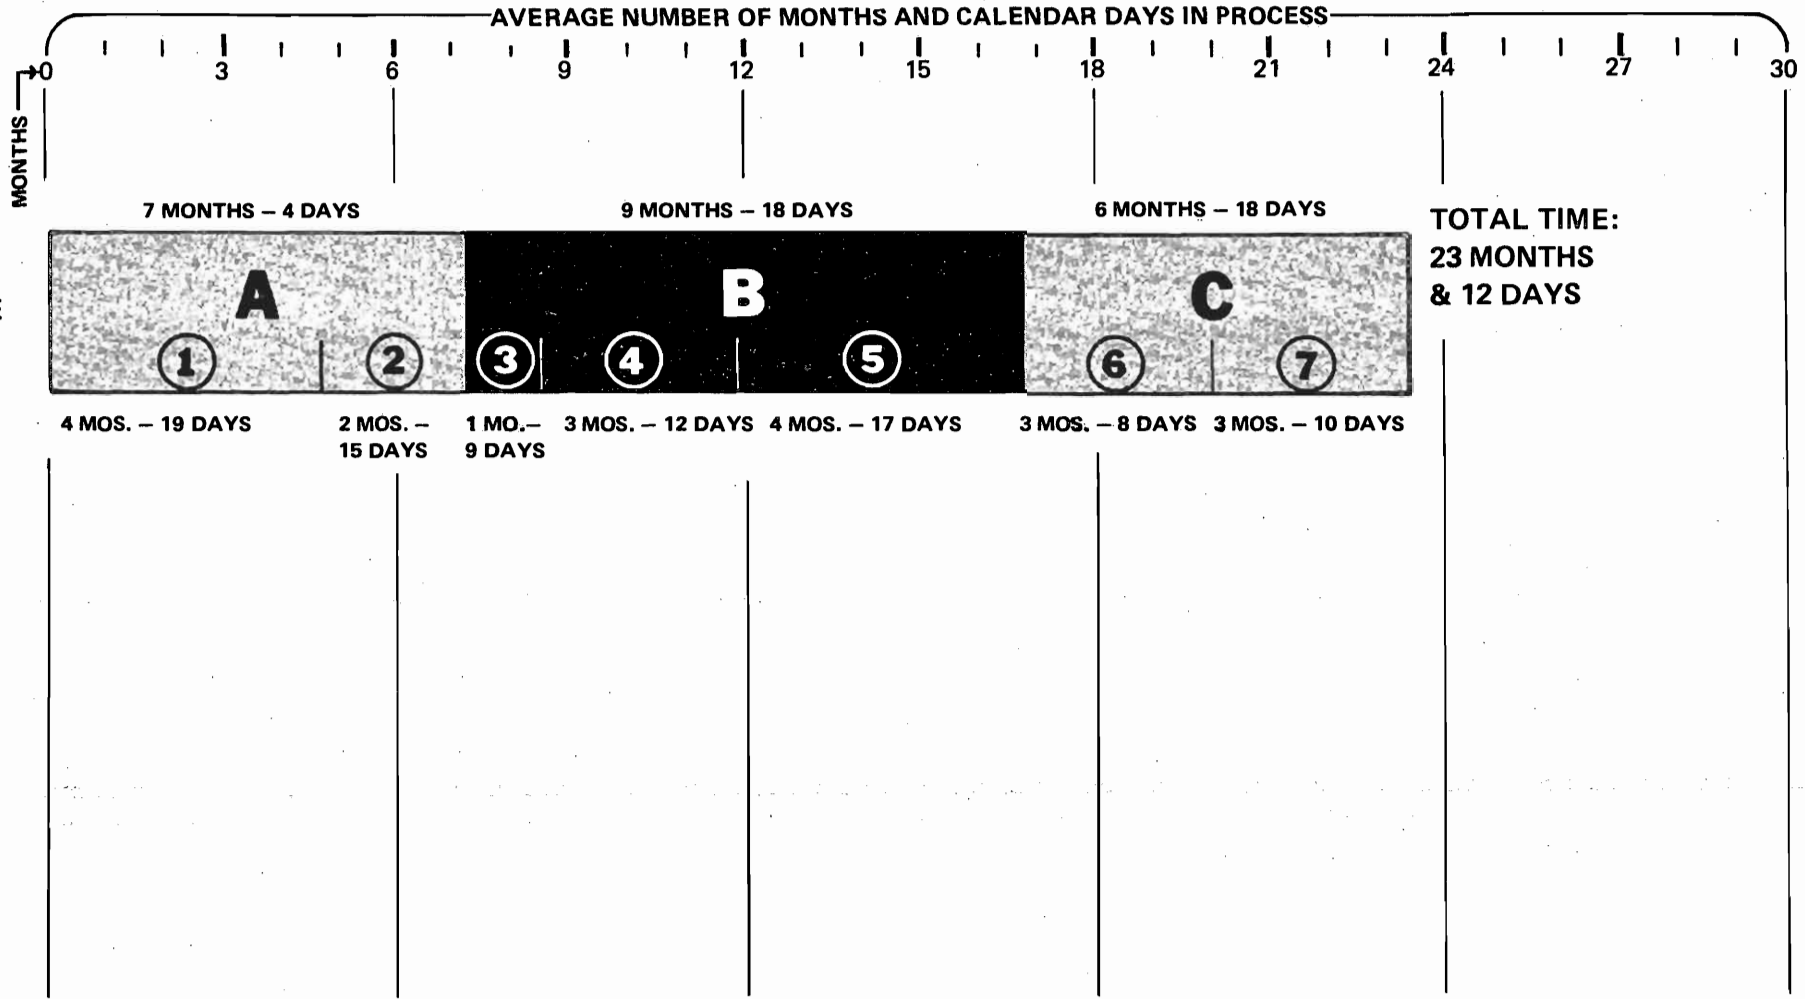 AVERAGE NUMBER OF MONTHS AND CALENDAR DAYS IN PROCESS
MONTHS
0 3 6 9 12 15 18 21 24 27 30
7 MONTHS – 4 DAYS
9 MONTHS – 18 DAYS
6 MONTHS – 18 DAYS
TOTAL TIME:
23 MONTHS
& 12 DAYS
A
B
C
1 2 3 4 5 6 7
4 MOS. – 19 DAYS
2 MOS. –
15 DAYS
1 MO.–
9 DAYS
3 MOS. – 12 DAYS
4 MOS. – 17 DAYS
3 MOS. – 8 DAYS
3 MOS. – 10 DAYS